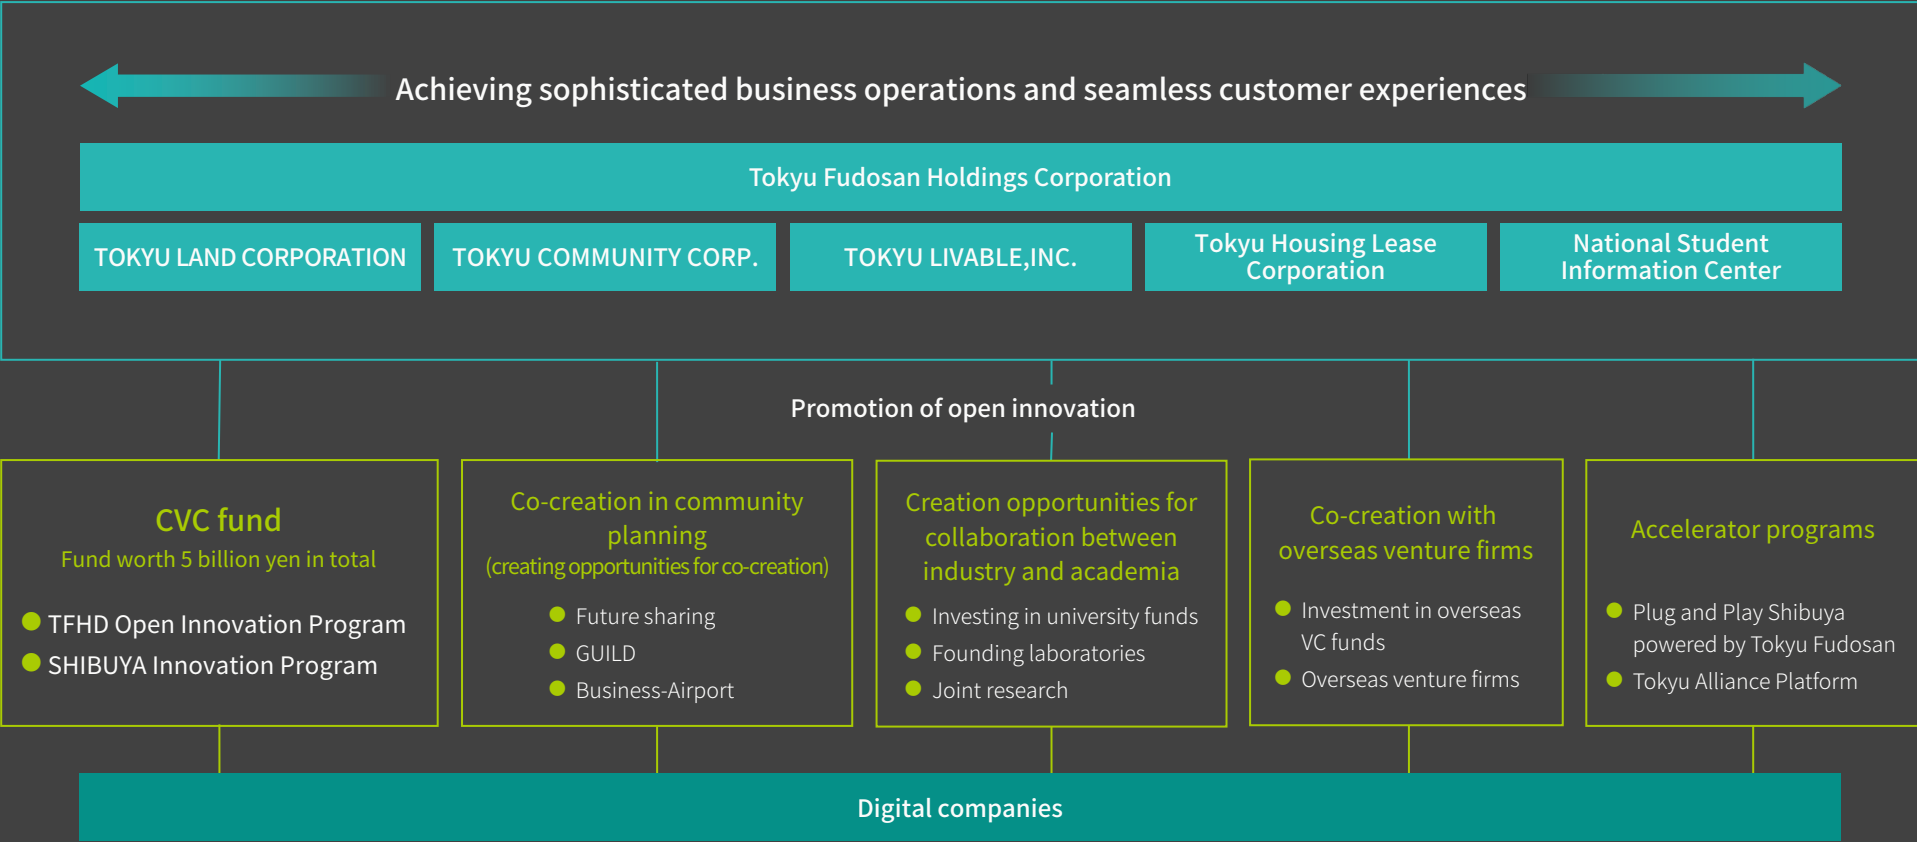 Achieving sophisticated business operations and seamless customer experiences
Tokyu Fudosan Holdings Corporation
TOKYU LAND CORPORATION
TOKYU COMMUNITY CORP.
TOKYU LIVABLE,INC.
Tokyu Housing Lease
Corporation
National Student
Information Center
Promotion of open innovation
CVC fund
Fund worth 5 billion yen in total
● TFHD Open Innovation Program
● SHIBUYA Innovation Program
Co-creation in community
planning
(creating opportunities for co-creation)
● Future sharing
● GUILD
● Business-Airport
Creation opportunities for
collaboration between
industry and academia
● Investing in university funds
● Founding laboratories
● Joint research
Co-creation with
overseas venture firms
● Investment in overseas
VC funds
● Overseas venture firms
Accelerator programs
● Plug and Play Shibuya
powered by Tokyu Fudosan
● Tokyu Alliance Platform
Digital companies